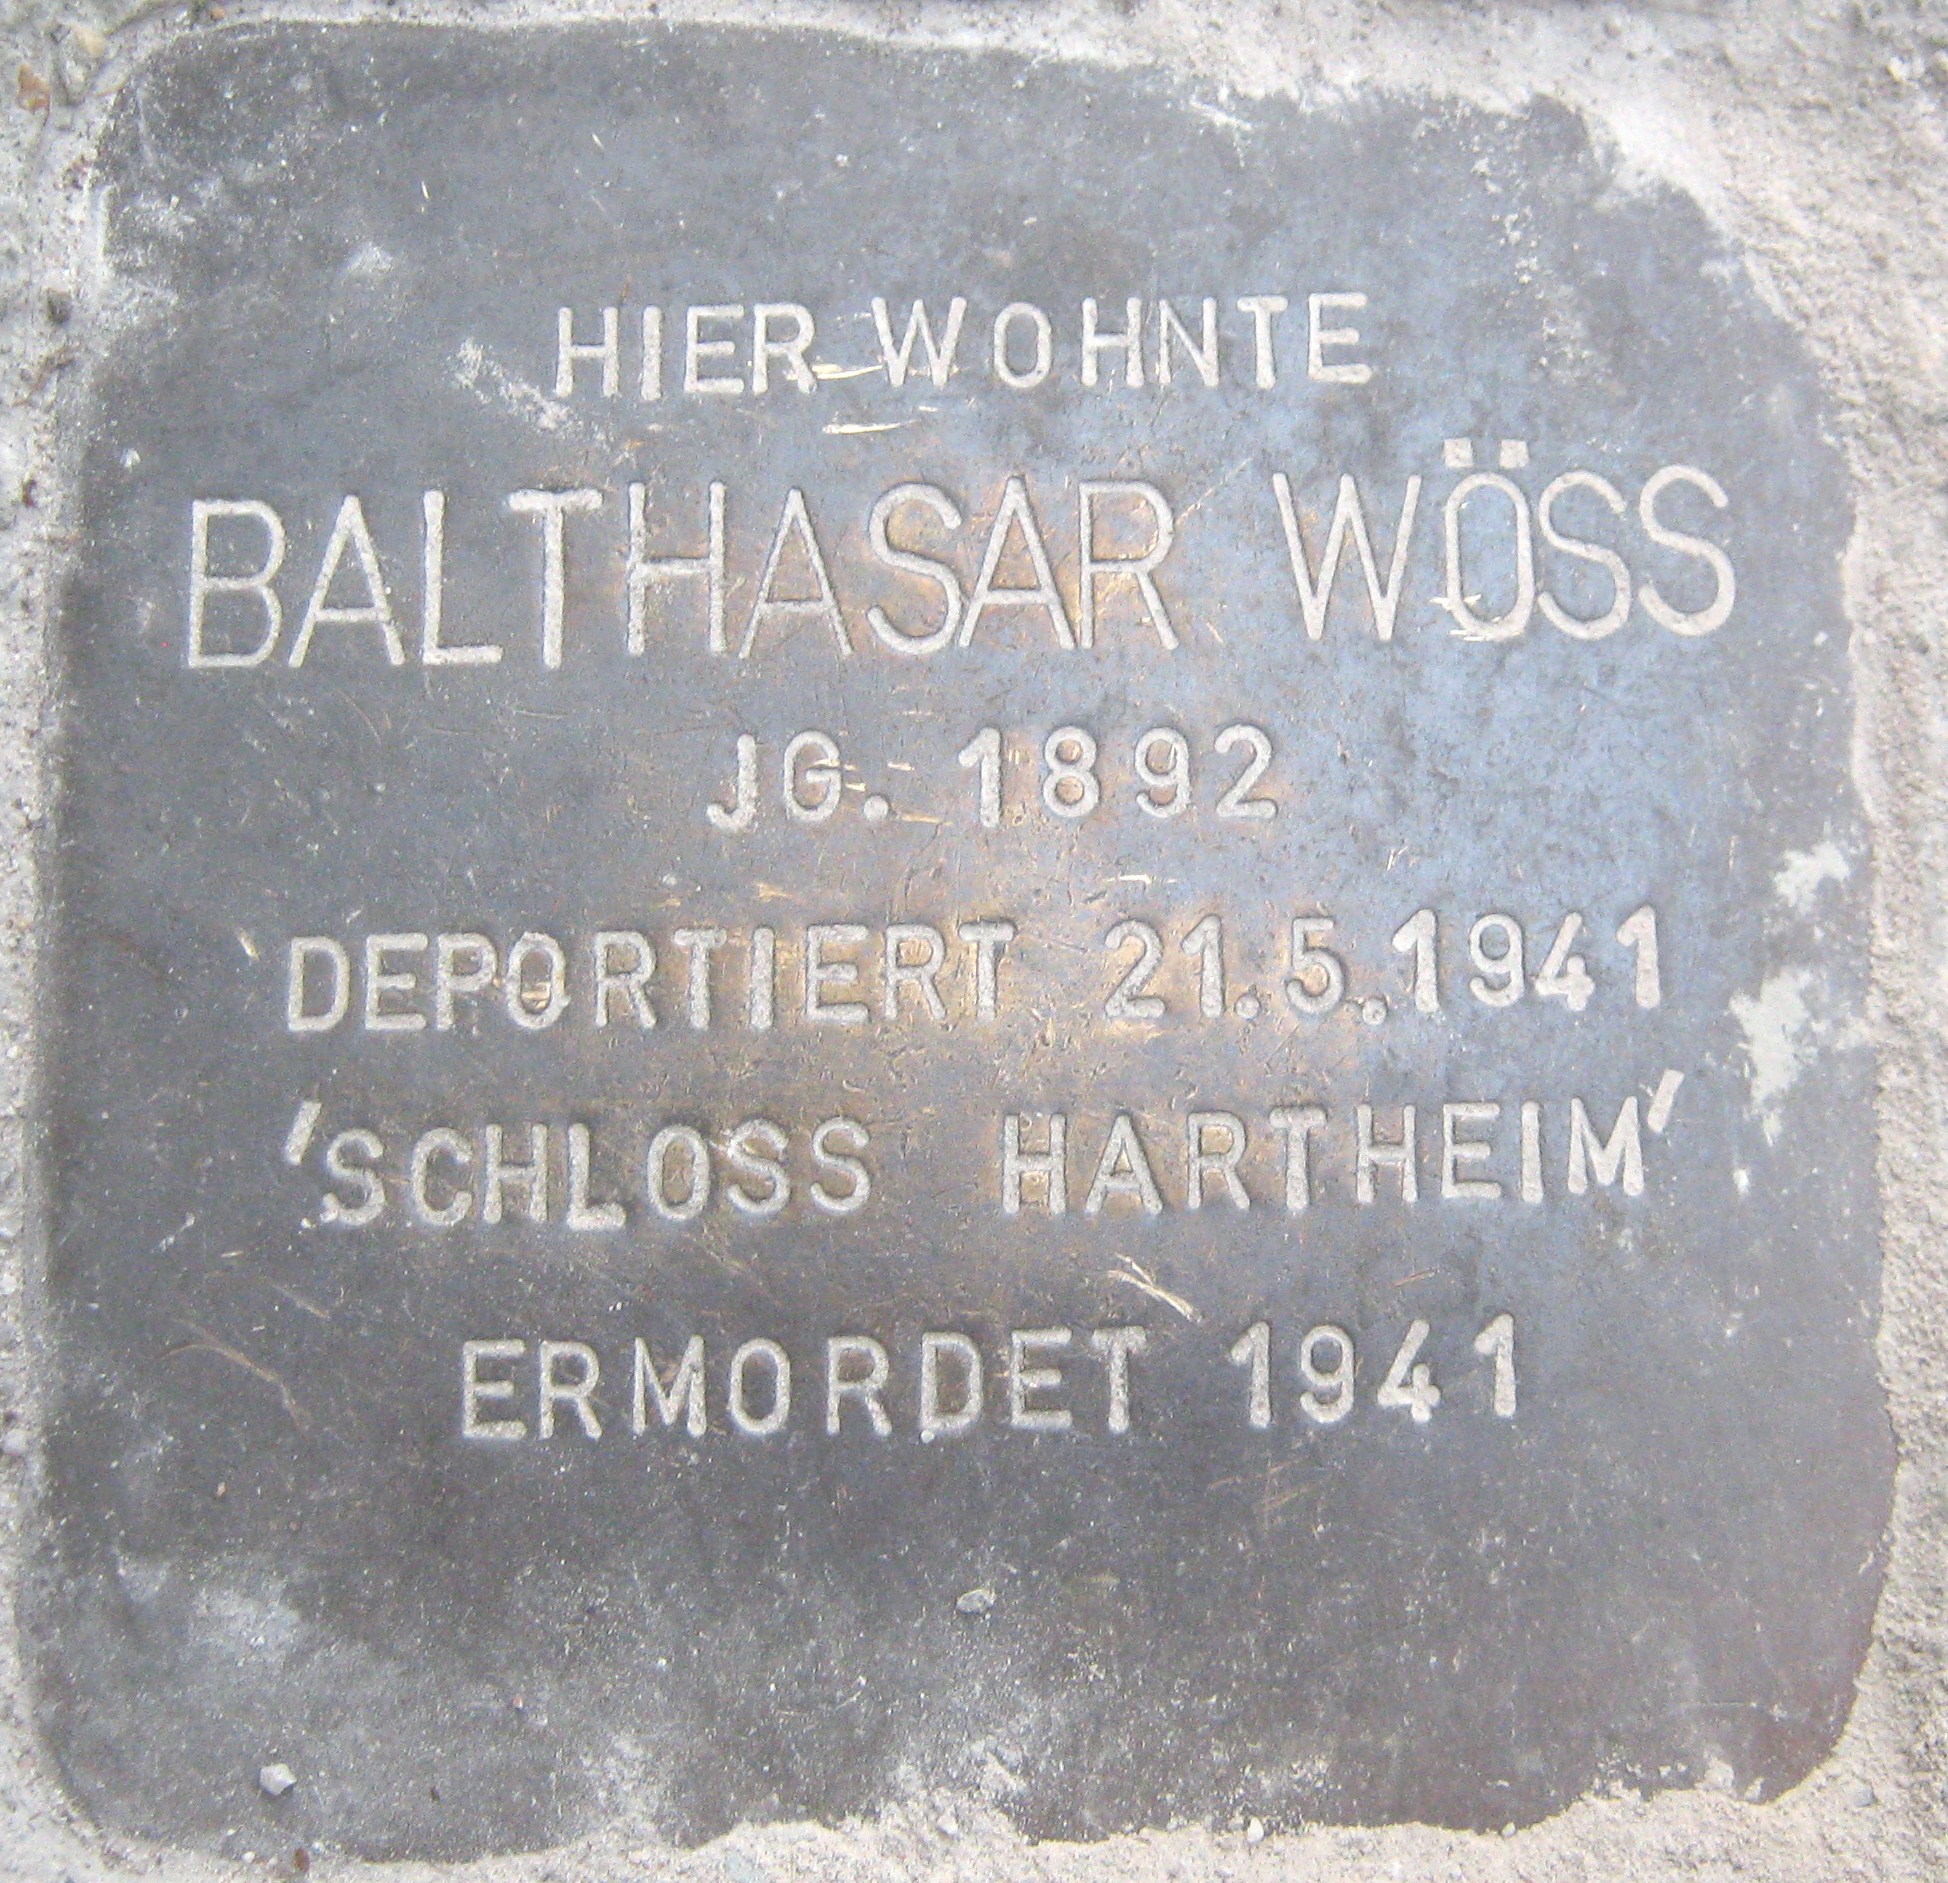 HIER WOHNTE
BALTHASAR WÖSS
JG. 1892
DEPORTIERT 21.5.1941
'SCHLOSS HARTHEIM'
ERMORDET 1941